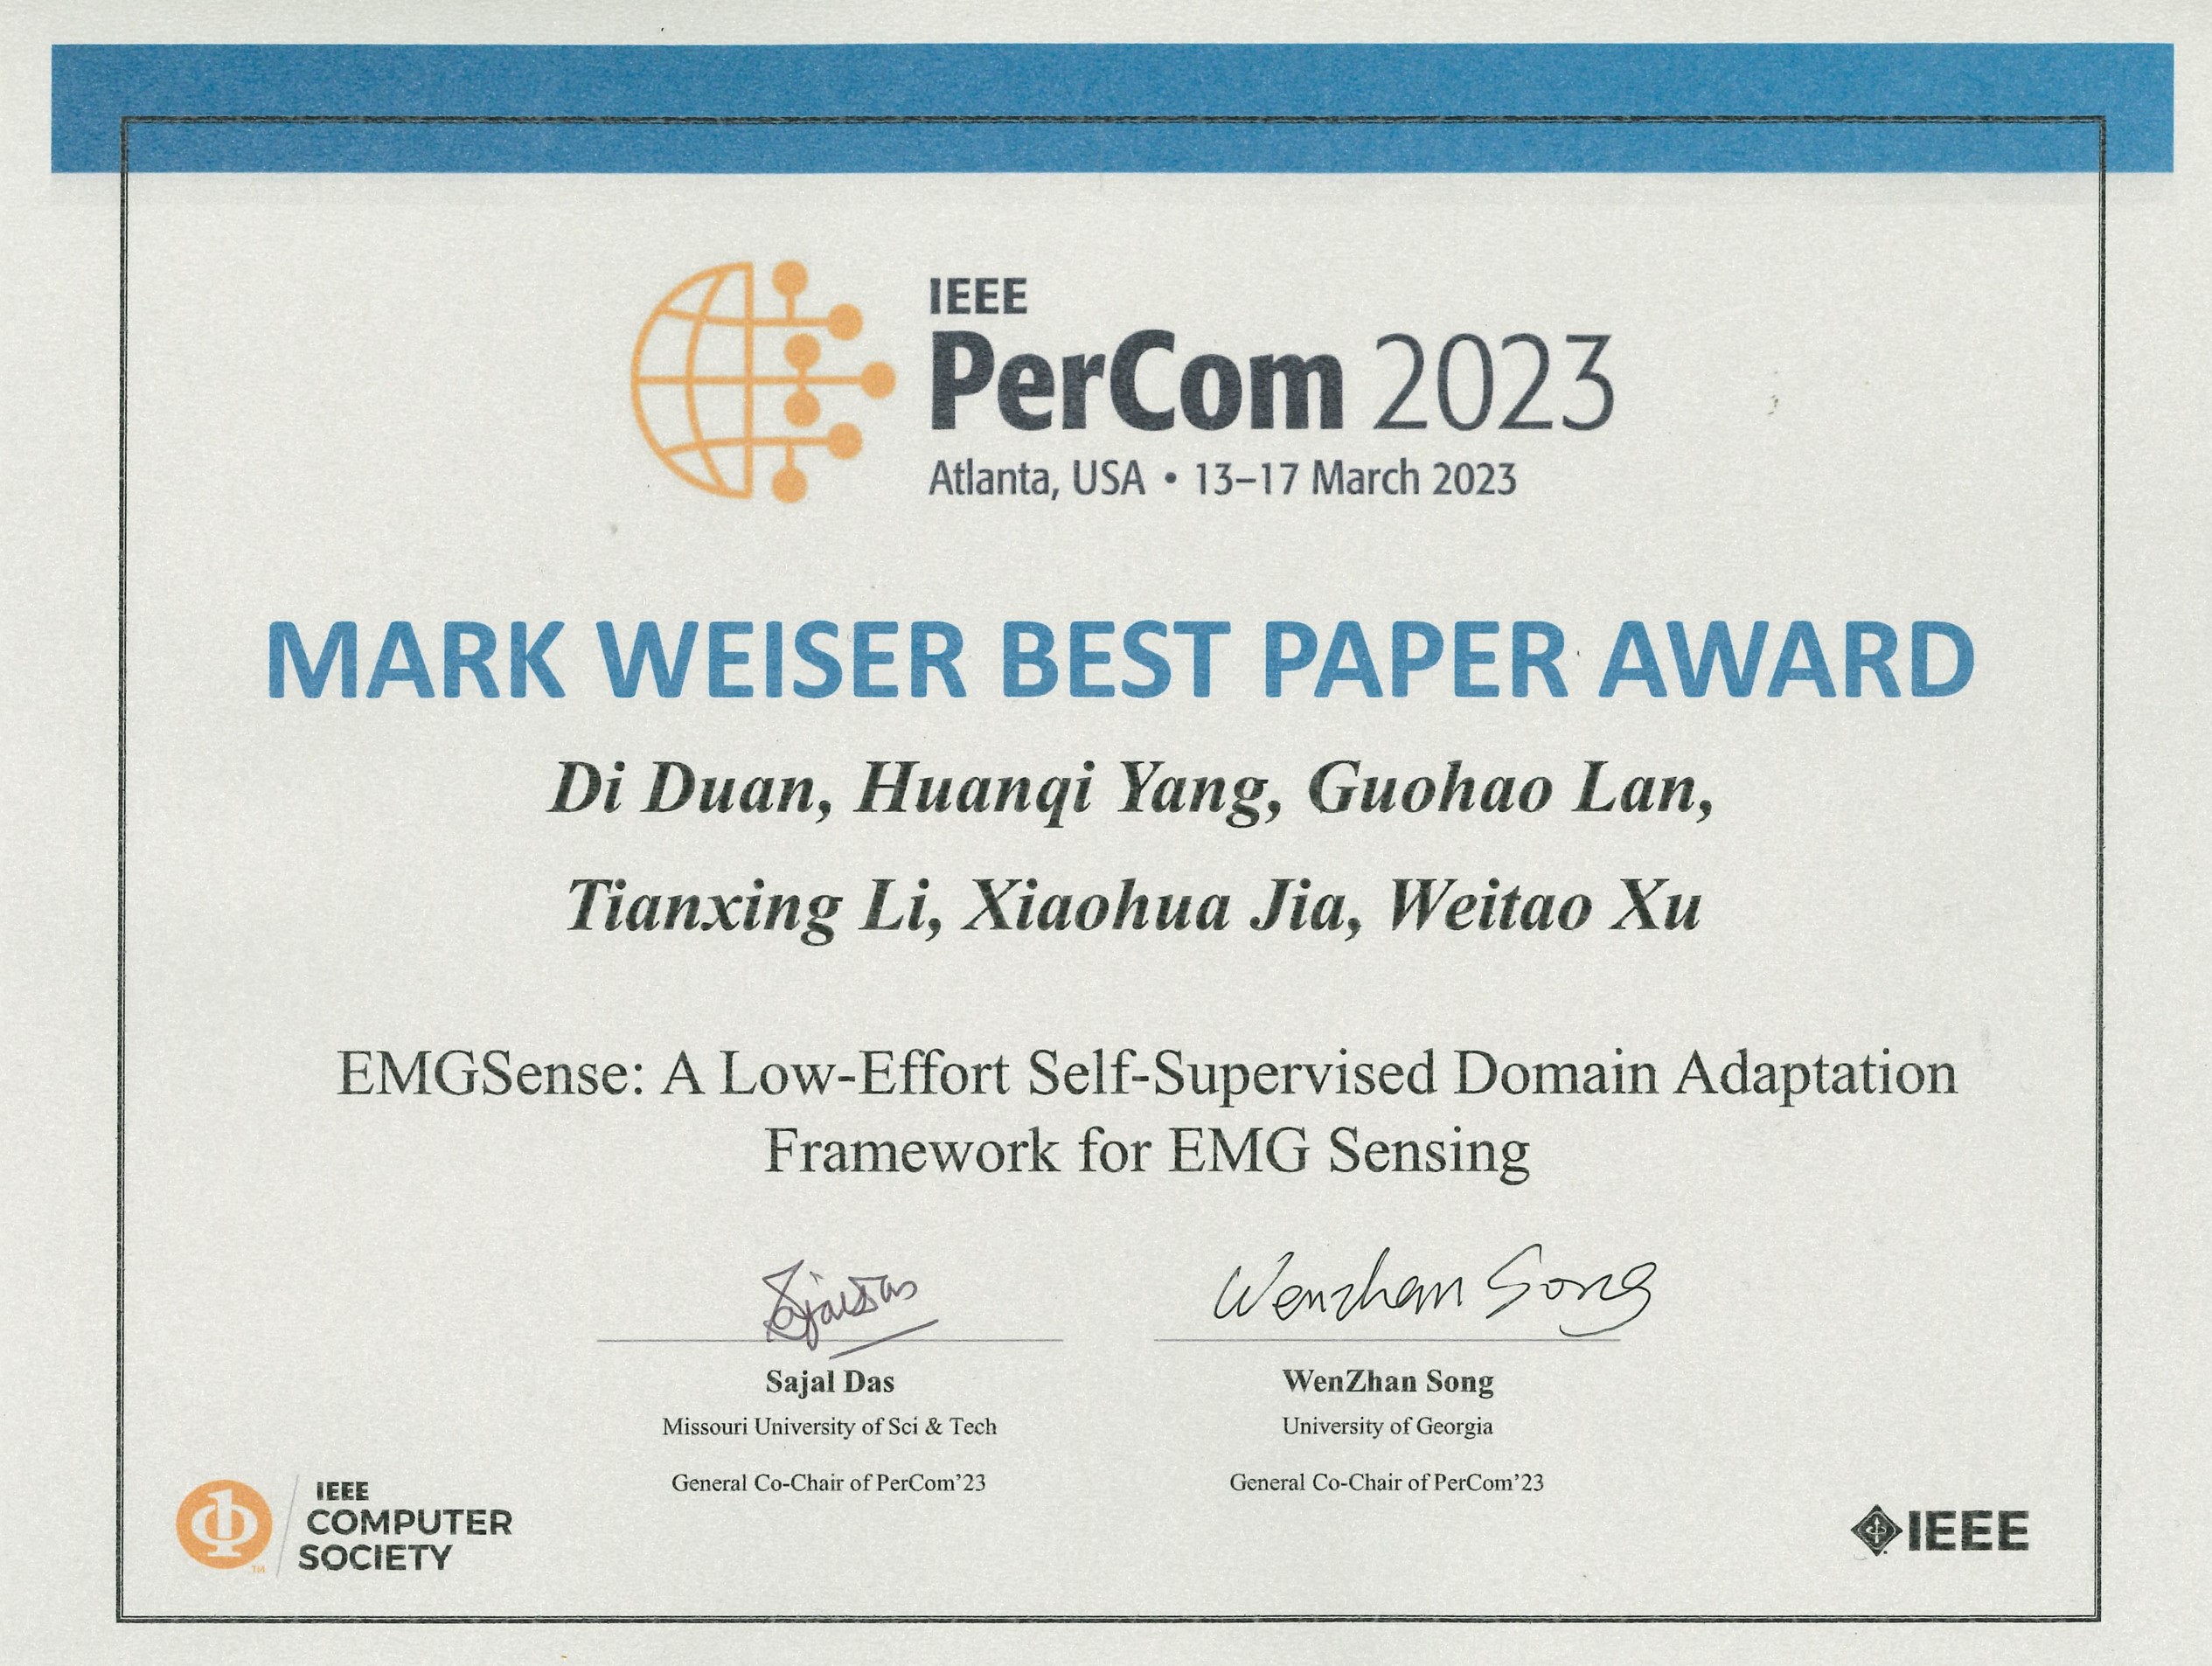 IEEE
PerCom 2023
Atlanta, USA • 13–17 March 2023
MARK WEISER BEST PAPER AWARD
Di Duan, Huanqi Yang, Guohao Lan,
Tianxing Li, Xiaohua Jia, Weitao Xu
EMGSense: A Low-Effort Self-Supervised Domain Adaptation
Framework for EMG Sensing
Wenzhan Song
Sajal Das
WenZhan Song
Missouri University of Sci & Tech
University of Georgia
General Co-Chair of PerCom’23
General Co-Chair of PerCom’23
IEEE
COMPUTER
SOCIETY
TM
IEEE